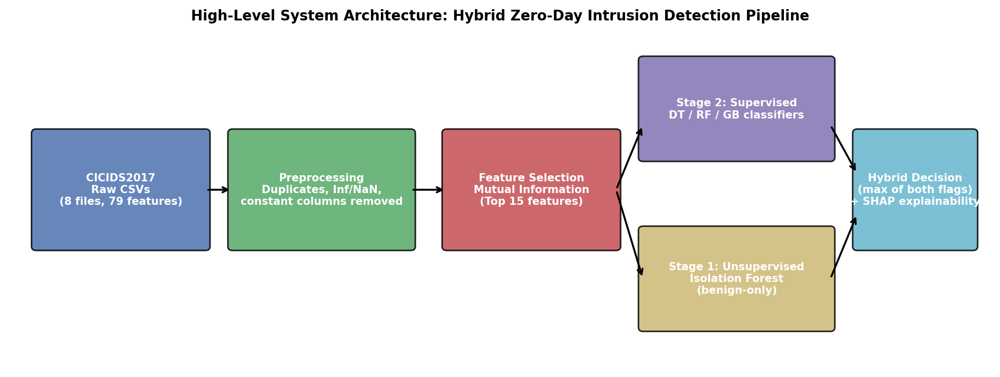 High-Level System Architecture: Hybrid Zero-Day Intrusion Detection Pipeline
CICIDS2017
Raw CSVs
(8 files, 79 features)
Preprocessing
Duplicates, Inf/NaN,
constant columns removed
Feature Selection
Mutual Information
(Top 15 features)
Stage 2: Supervised
DT / RF / GB classifiers
Stage 1: Unsupervised
Isolation Forest
(benign-only)
Hybrid Decision
(max of both flags)
+ SHAP explainability